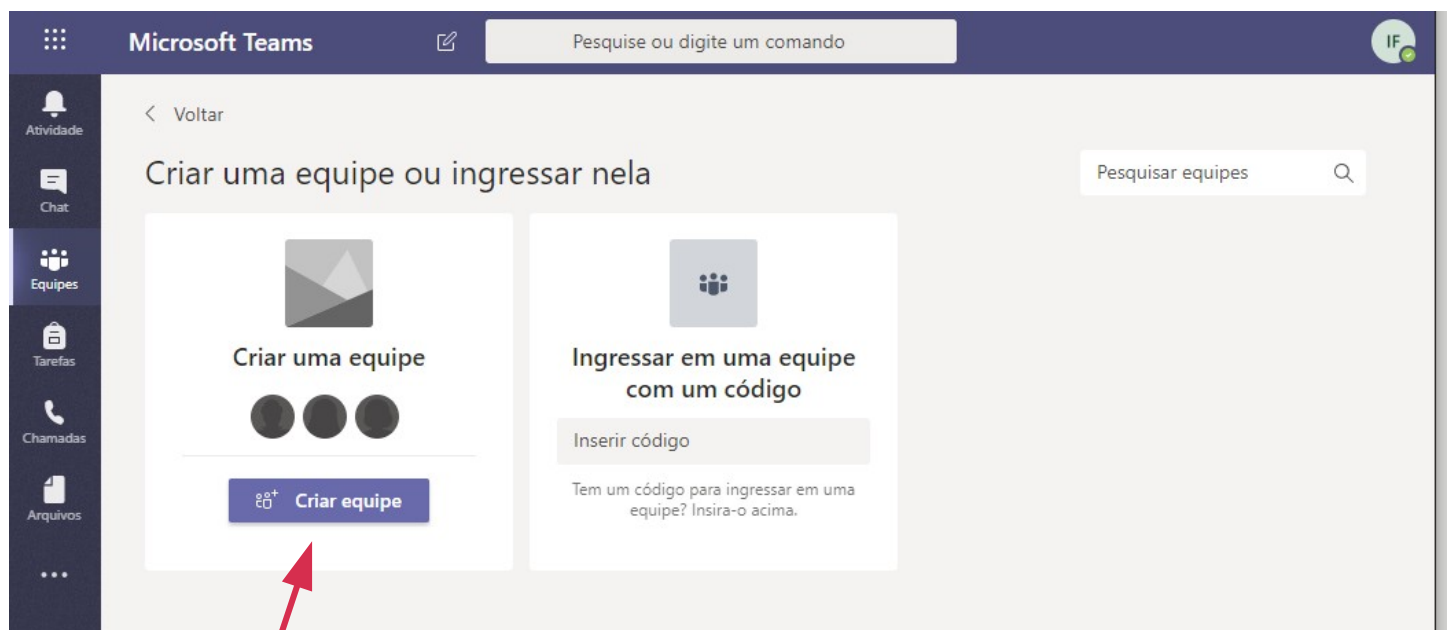 Microsoft Teams
Pesquise ou digite um comando
IF
Atividade
Chat
Equipes
Tarefas
Chamadas
Arquivos
Voltar
Criar uma equipe ou ingressar nela
Pesquisar equipes
Criar uma equipe
Criar equipe
Ingressar em uma equipe
com um código
Inserir código
Tem um código para ingressar em uma
equipe? Insira-o acima.